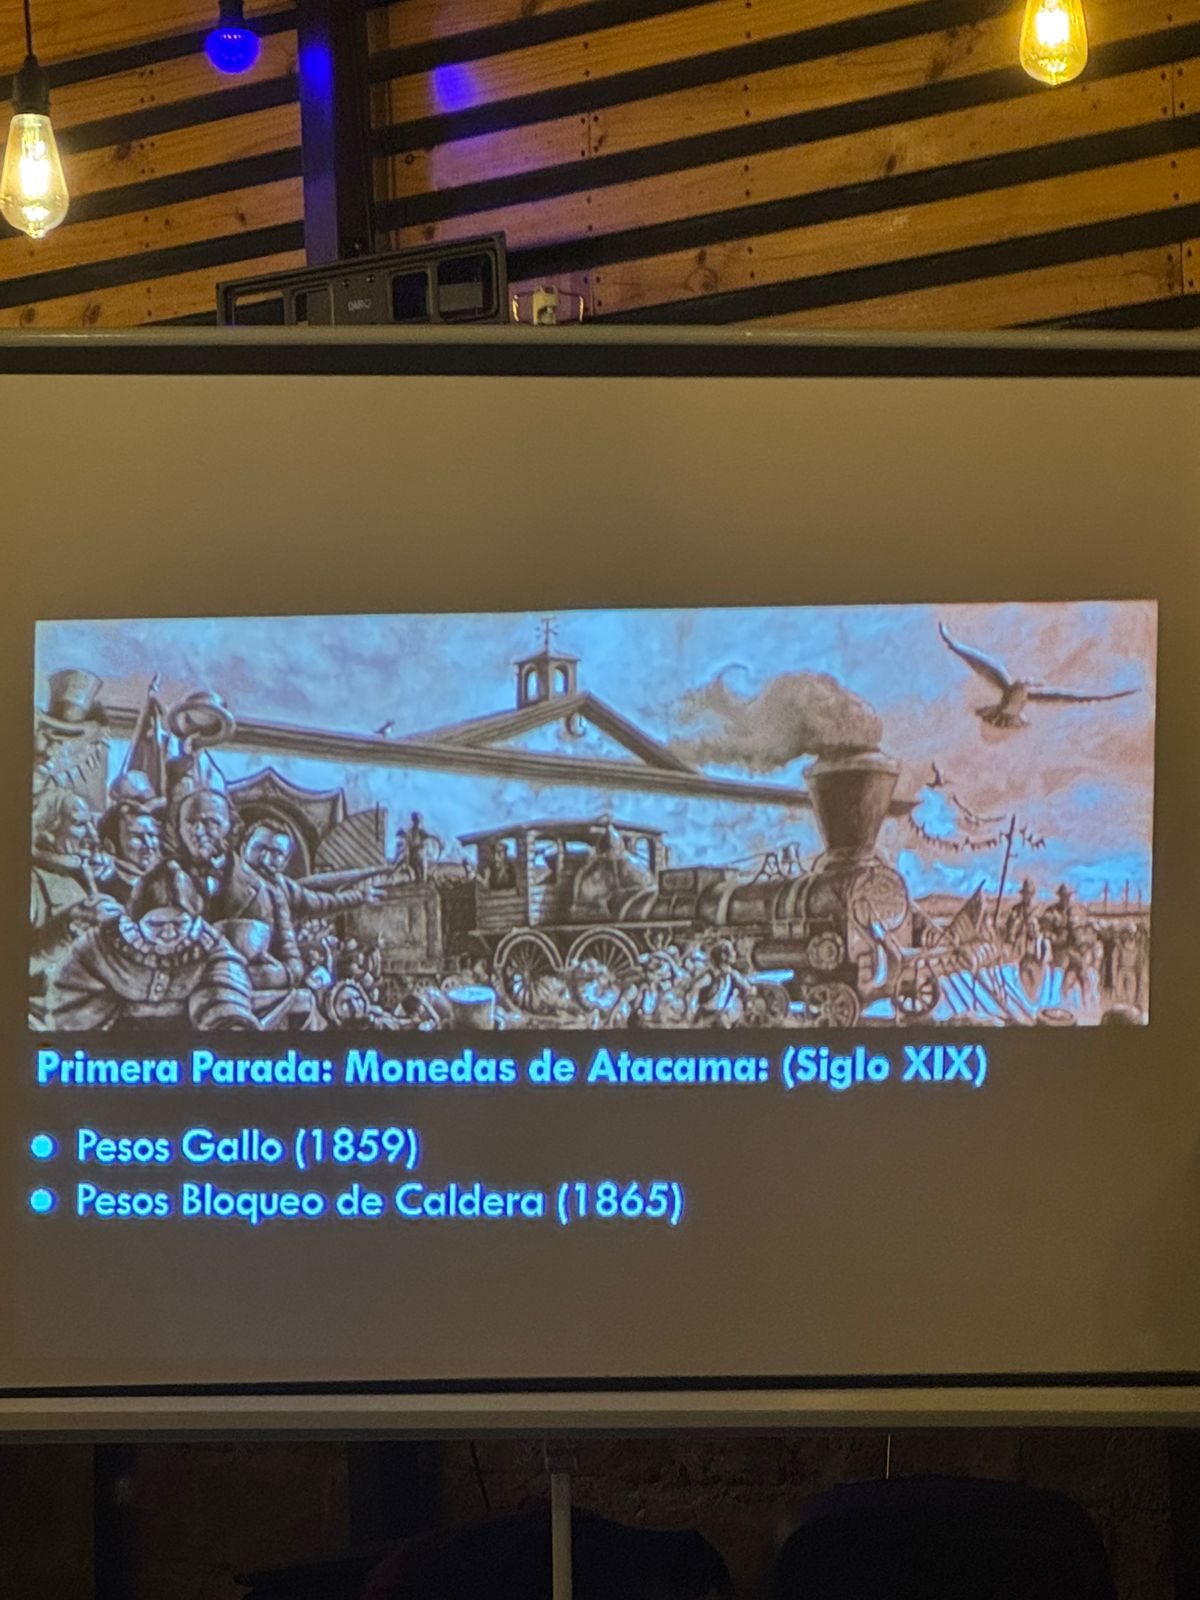 Primera Parada: Monedas de Atacama: (Siglo XIX)
Pesos Gallo (1859)
Pesos Bloqueo de Caldera (1865)